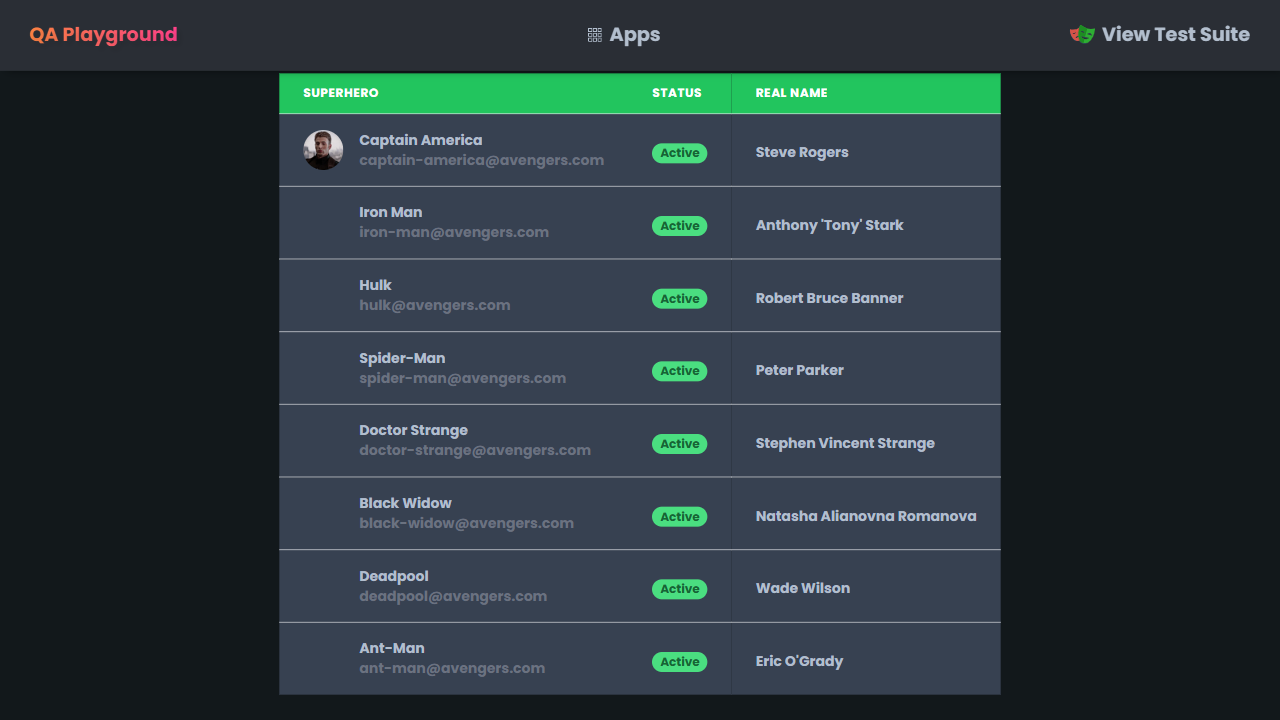 QA Playground
Apps
View Test Suite
SUPERHERO STATUS REAL NAME
Captain America
captain-america@avengers.com
Active
Steve Rogers
Iron Man
iron-man@avengers.com
Active
Anthony 'Tony' Stark
Hulk
hulk@avengers.com
Active
Robert Bruce Banner
Spider-Man
spider-man@avengers.com
Active
Peter Parker
Doctor Strange
doctor-strange@avengers.com
Active
Stephen Vincent Strange
Black Widow
black-widow@avengers.com
Active
Natasha Alianovna Romanova
Deadpool
deadpool@avengers.com
Active
Wade Wilson
Ant-Man
ant-man@avengers.com
Active
Eric O'Grady